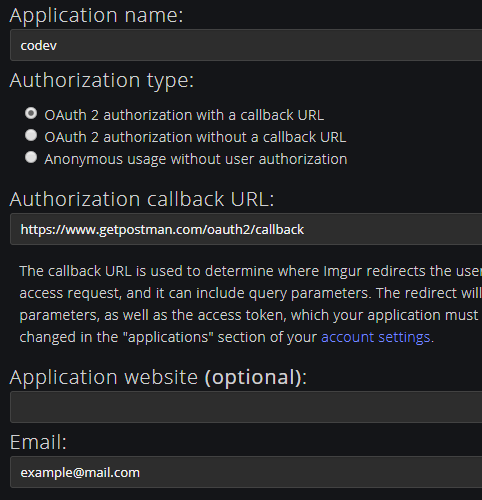 Application name:
codev
Authorization type:
OAuth 2 authorization with a callback URL
OAuth 2 authorization without a callback URL
Anonymous usage without user authorization
Authorization callback URL:
https://www.getpostman.com/oauth2/callback
The callback URL is used to determine where Imgur redirects the user
access request, and it can include query parameters. The redirect will
parameters, as well as the access token, which your application must
changed in the "applications" section of your account settings.
Application website (optional):
Email:
example@mail.com